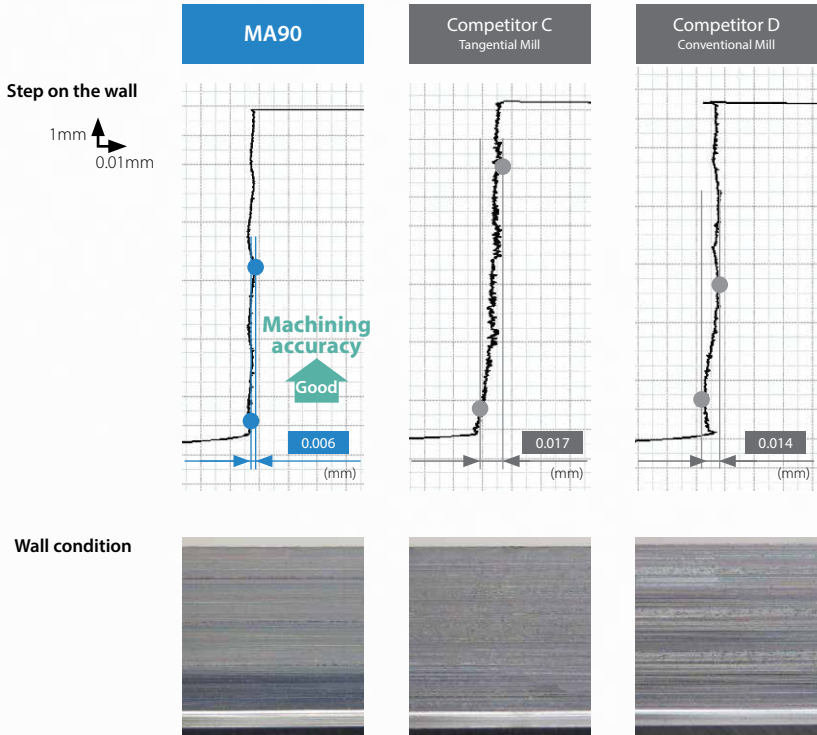 MA90
Competitor C
Tangential Mill
Competitor D
Conventional Mill
Step on the wall
1mm
0.01mm
Machining
accuracy
Good
0.006
(mm)
0.017
(mm)
0.014
(mm)
Wall condition